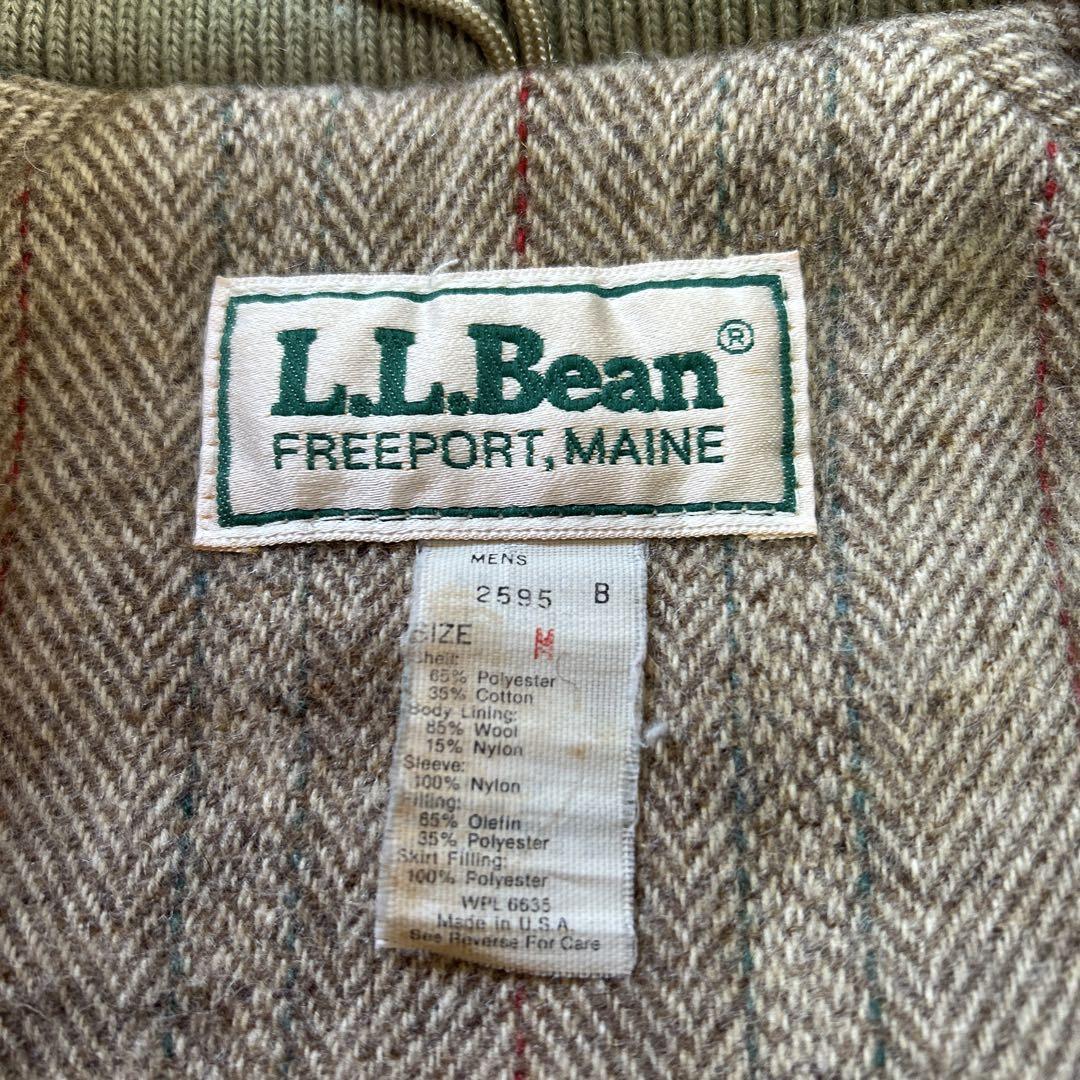 L.L.Bean®
FREEPORT, MAINE
MENS
2595 B
SIZE M
Shell:
65% Polyester
35% Cotton
Body Lining:
85% Wool
15% Nylon
Sleeve:
100% Nylon
Filling:
65% Olefin
35% Polyester
Skirt Filling:
100% Polyester
WPL 6635
Made in U.S.A.
See Reverse For Care